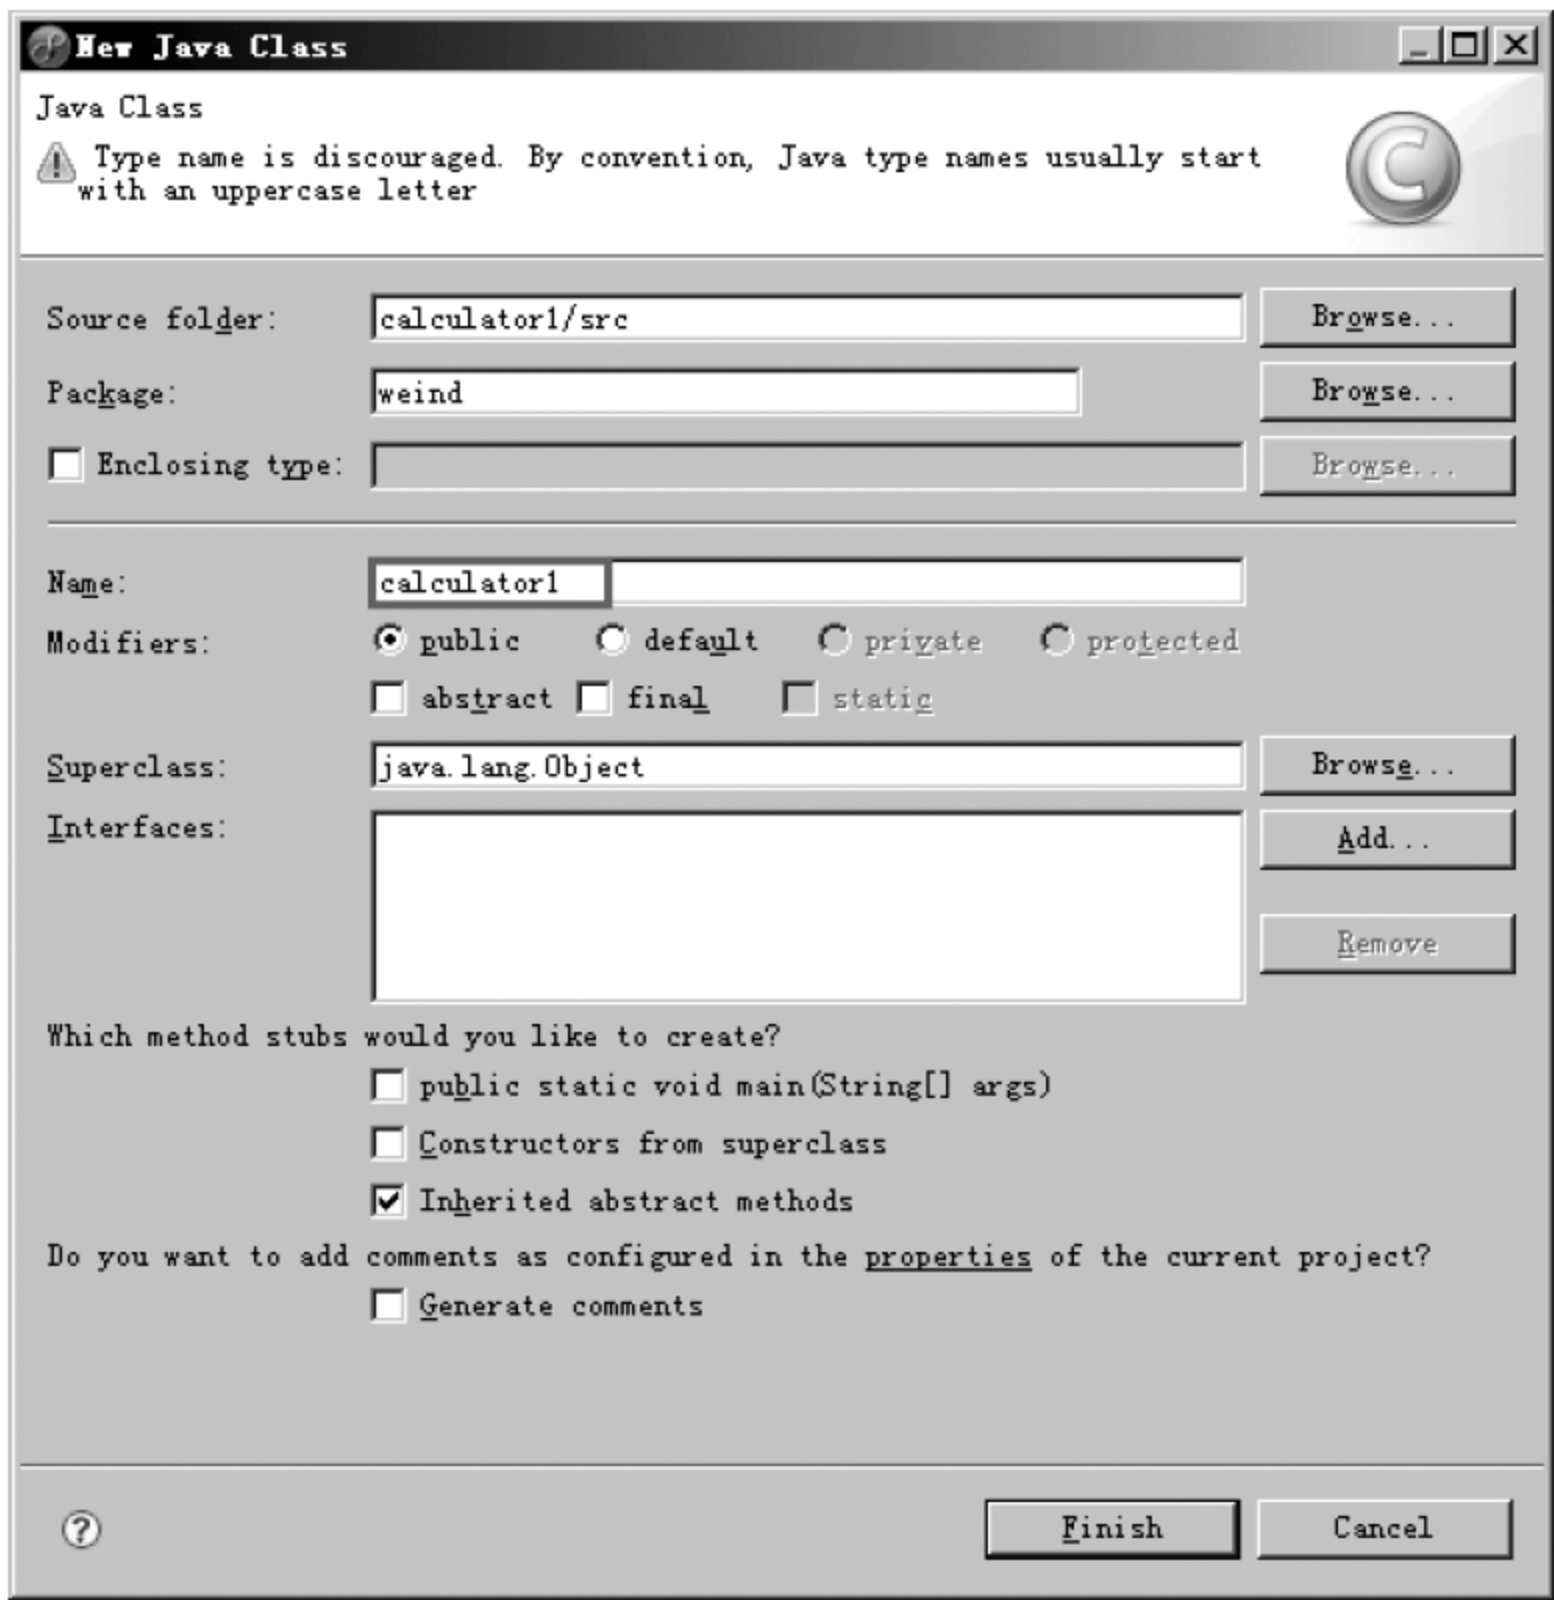 New Java Class
Java Class
Type name is discouraged. By convention, Java type names usually start
with an uppercase letter
Source folder: calculator1/src Browse...
Package: weind Browse...
Enclosing type: Browse...
Name: calculator1
Modifiers: public default private protected
abstract final static
Superclass: java.lang.Object Browse...
Interfaces: Add...
Remove
Which method stubs would you like to create?
public static void main(String[] args)
Constructors from superclass
Inherited abstract methods
Do you want to add comments as configured in the properties of the current project?
Generate comments
Finish Cancel